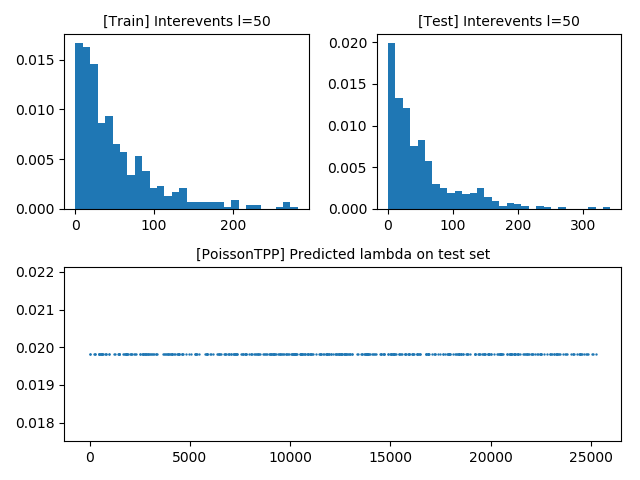 [Train] Interevents l=50
0.015
0.010
0.005
0.000
0 100 200
[Test] Interevents l=50
0.020
0.015
0.010
0.005
0.000
0 100 200 300
[PoissonTPP] Predicted lambda on test set
0.022
0.021
0.020
0.019
0.018
0 5000 10000 15000 20000 25000